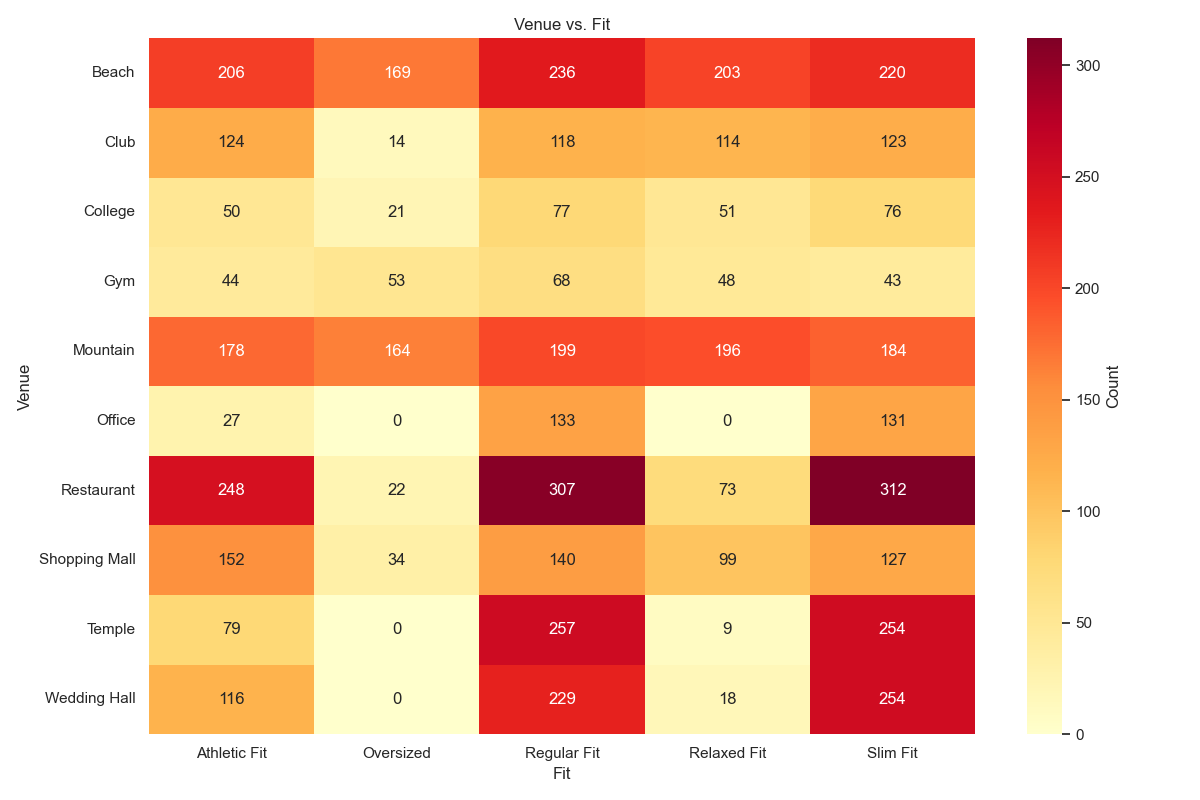 Venue vs. Fit
Beach 206 169 236 203 220
Club 124 14 118 114 123
College 50 21 77 51 76
Gym 44 53 68 48 43
Mountain 178 164 199 196 184
Office 27 0 133 0 131
Restaurant 248 22 307 73 312
Shopping Mall 152 34 140 99 127
Temple 79 0 257 9 254
Wedding Hall 116 0 229 18 254
Athletic Fit Oversized Regular Fit Relaxed Fit Slim Fit
Fit
Venue
300
250
200
150
100
50
0
Count